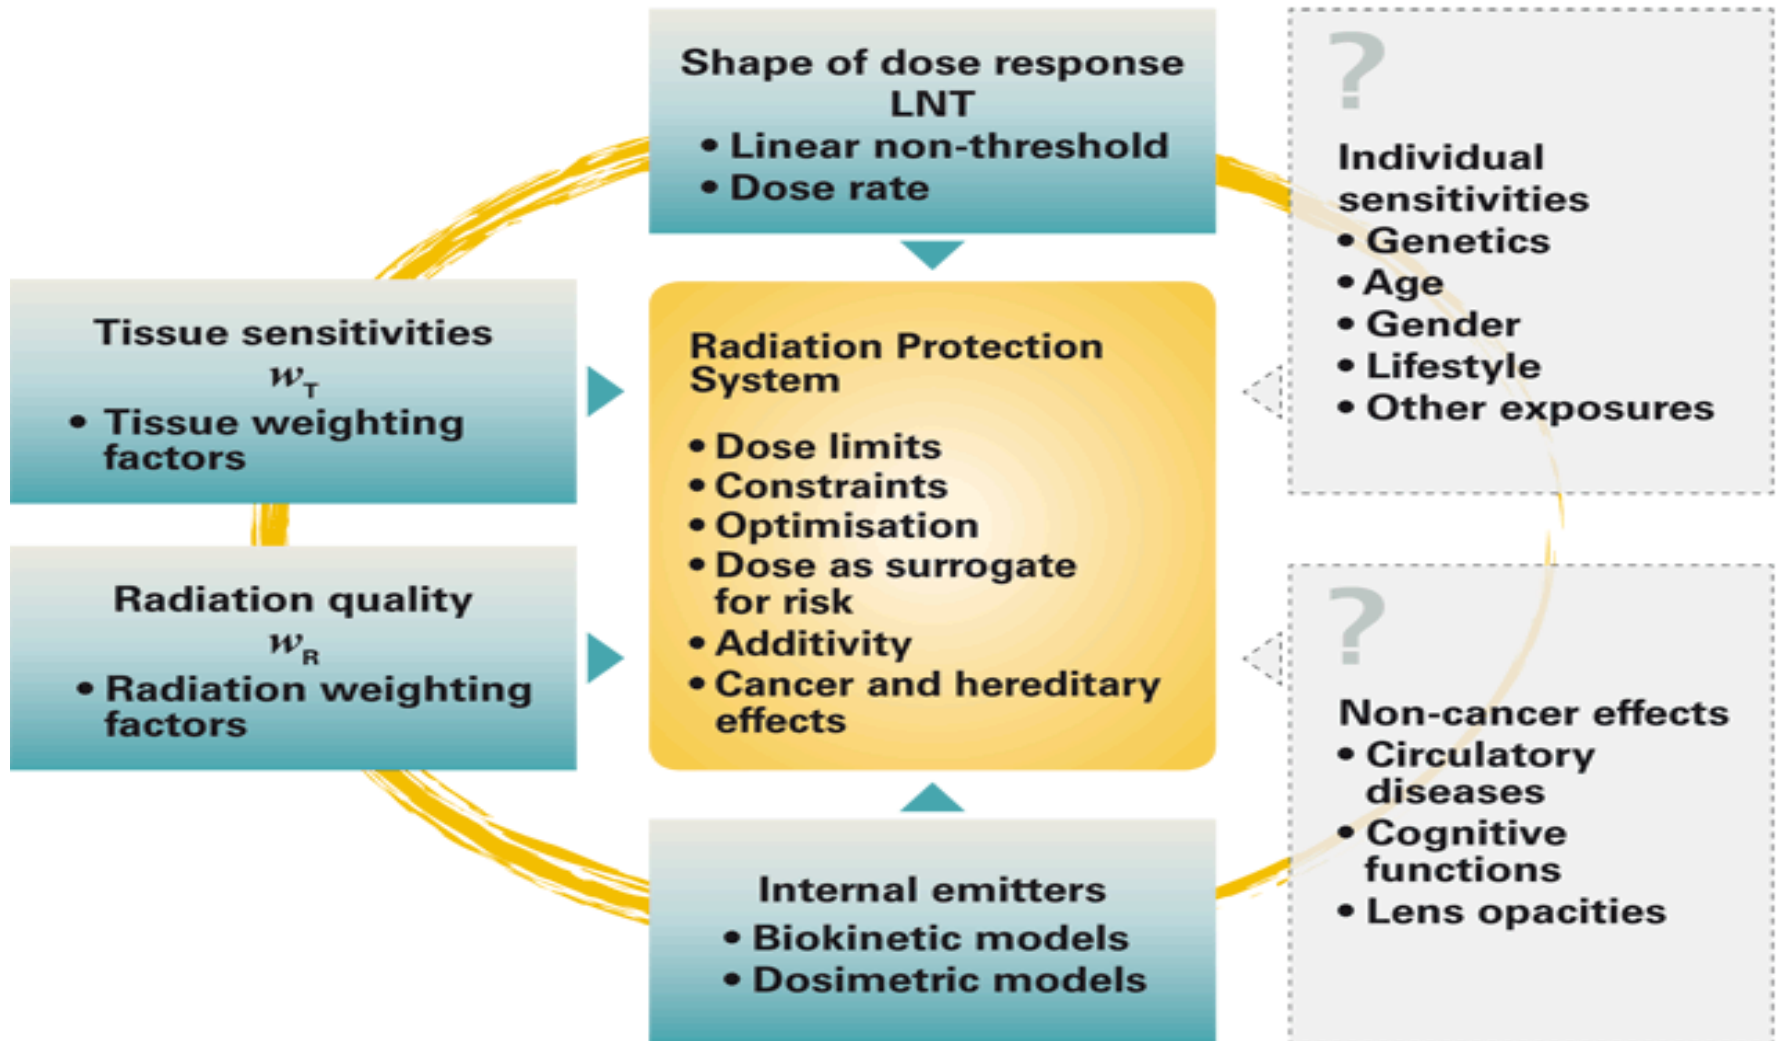 Shape of dose response
LNT
• Linear non-threshold
• Dose rate
Tissue sensitivities
wT
• Tissue weighting
factors
Radiation quality
wR
• Radiation weighting
factors
Radiation Protection
System
• Dose limits
• Constraints
• Optimisation
• Dose as surrogate
for risk
• Additivity
• Cancer and hereditary
effects
Internal emitters
• Biokinetic models
• Dosimetric models
?
Individual
sensitivities
• Genetics
• Age
• Gender
• Lifestyle
• Other exposures
?
Non-cancer effects
• Circulatory
diseases
• Cognitive
functions
• Lens opacities